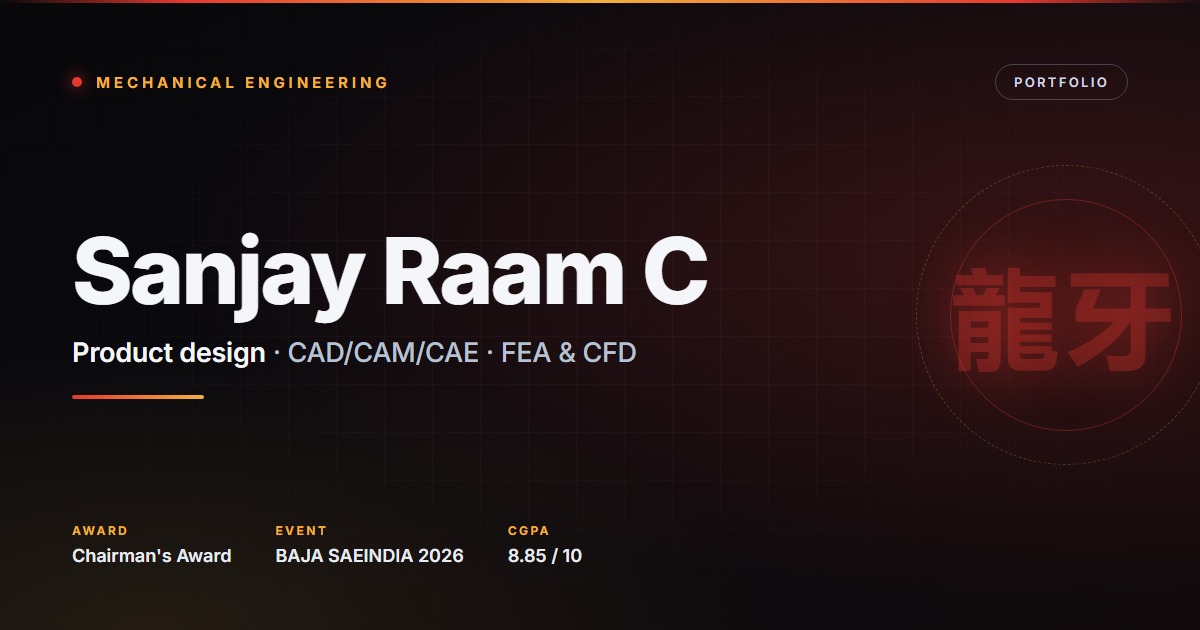 MECHANICAL ENGINEERING
PORTFOLIO
Sanjay Raam C
龍牙
Product design · CAD/CAM/CAE · FEA & CFD
AWARD
Chairman's Award
EVENT
BAJA SAEINDIA 2026
CGPA
8.85 / 10